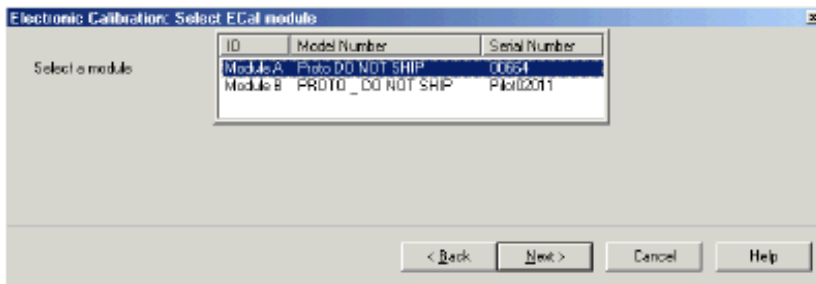 Electronic Calibration: Select ECal module
ID Model Number Serial Number
Select a module
Module A Proto DO NOT SHIP 00664
Module B PROTO _ DO NOT SHIP Pilot02011
< Back Next > Cancel Help